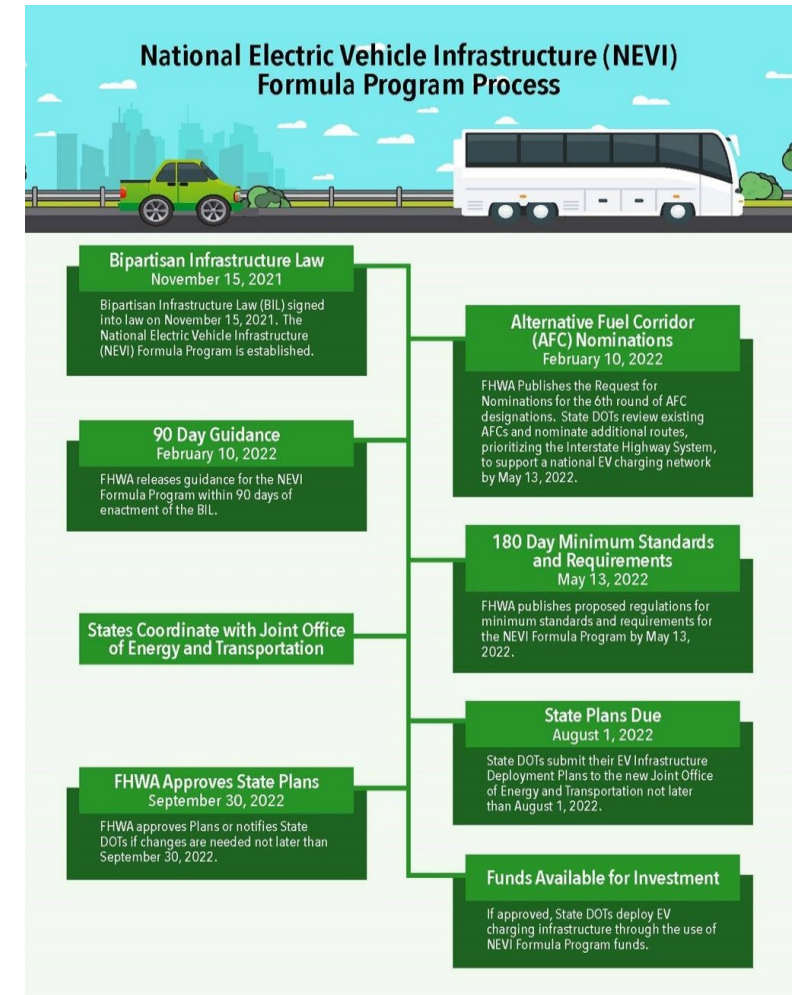 National Electric Vehicle Infrastructure (NEVI)
Formula Program Process
Bipartisan Infrastructure Law
November 15, 2021
Bipartisan Infrastructure Law (BIL) signed
into law on November 15, 2021. The
National Electric Vehicle Infrastructure
(NEVI) Formula Program is established.
Alternative Fuel Corridor
(AFC) Nominations
February 10, 2022
FHWA Publishes the Request for
Nominations for the 6th round of AFC
designations. State DOTs review existing
AFCs and nominate additional routes,
prioritizing the Interstate Highway System,
to support a national EV charging network
by May 13, 2022.
90 Day Guidance
February 10, 2022
FHWA releases guidance for the NEVI
Formula Program within 90 days of
enactment of the BIL.
180 Day Minimum Standards
and Requirements
May 13, 2022
FHWA publishes proposed regulations for
minimum standards and requirements for
the NEVI Formula Program by May 13,
2022.
States Coordinate with Joint Office
of Energy and Transportation
State Plans Due
August 1, 2022
State DOTs submit their EV Infrastructure
Deployment Plans to the new Joint Office
of Energy and Transportation not later
than August 1, 2022.
FHWA Approves State Plans
September 30, 2022
FHWA approves Plans or notifies State
DOTs if changes are needed not later than
September 30, 2022.
Funds Available for Investment
If approved, State DOTs deploy EV
charging infrastructure through the use of
NEVI Formula Program funds.